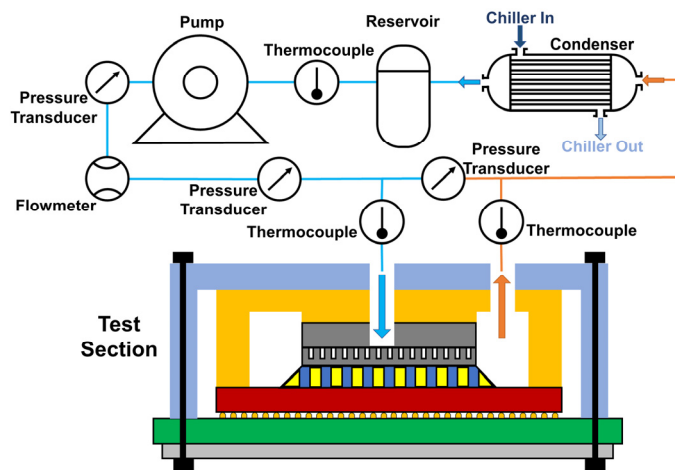 Chiller In
Reservoir
Pump
Condenser
Thermocouple
Pressure
Transducer
Chiller Out
Pressure
Transducer
Pressure
Transducer
Flowmeter
Thermocouple
Thermocouple
Test
Section